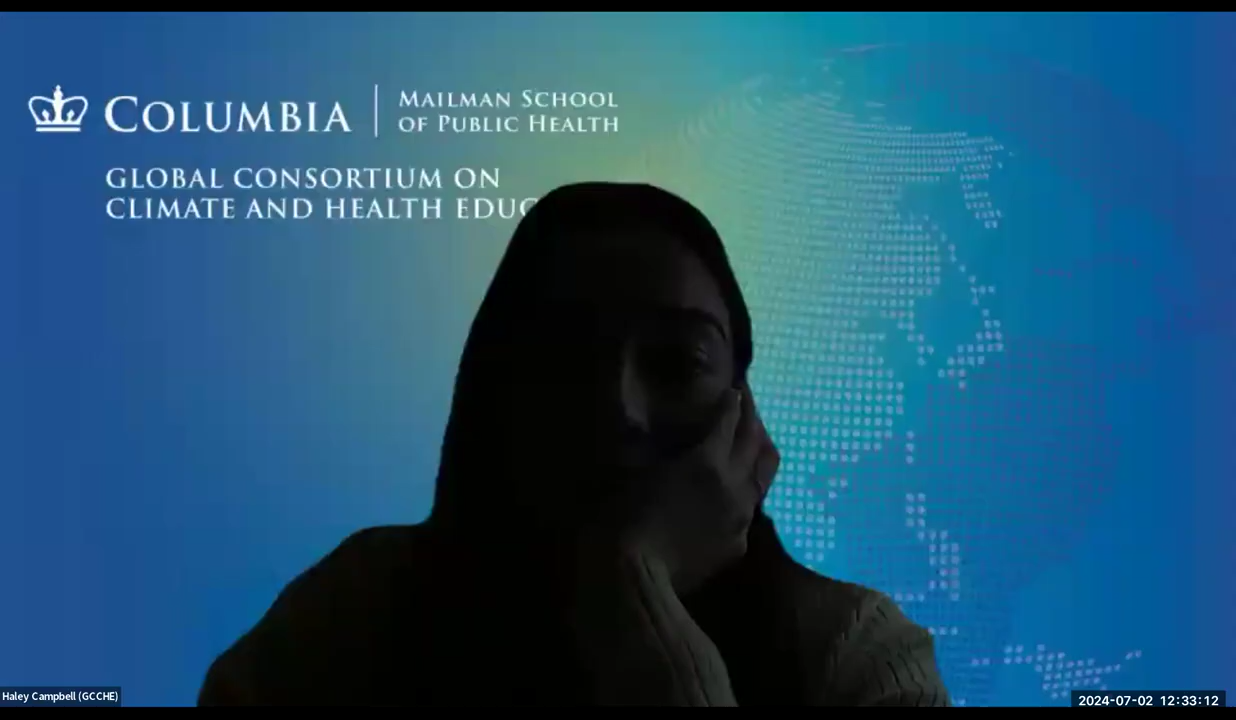 COLUMBIA
MAILMAN SCHOOL
OF PUBLIC HEALTH
GLOBAL CONSORTIUM ON
CLIMATE AND HEALTH EDUC
Haley Campbell (GCCHE)
2024-07-02 12:33:12